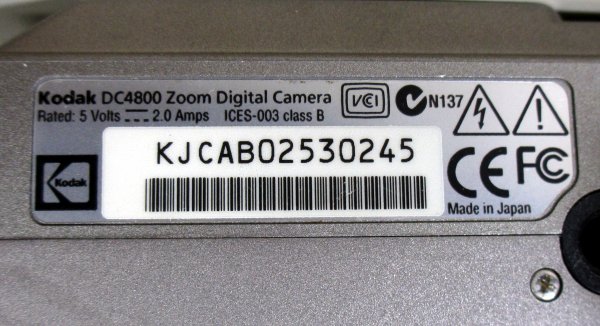 Kodak DC4800 Zoom Digital Camera
Rated: 5 Volts ⎓ 2.0 Amps ICES-003 class B
VCI
N137
KJCAB02530245
Kodak
CE FC
Made in Japan